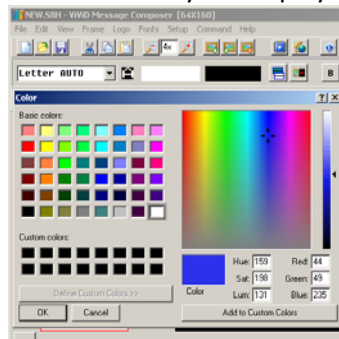 NEW.S8H - ViViD Message Composer [64X160]
File Edit View Frame Logo Fonts Setup Command Help
4x
Letter AUTO
B
Color
? X
Basic colors:
Custom colors:
Define Custom Colors >>
OK Cancel
Color
Hue: 159 Red: 44
Sat: 198 Green: 49
Lum: 131 Blue: 235
Add to Custom Colors